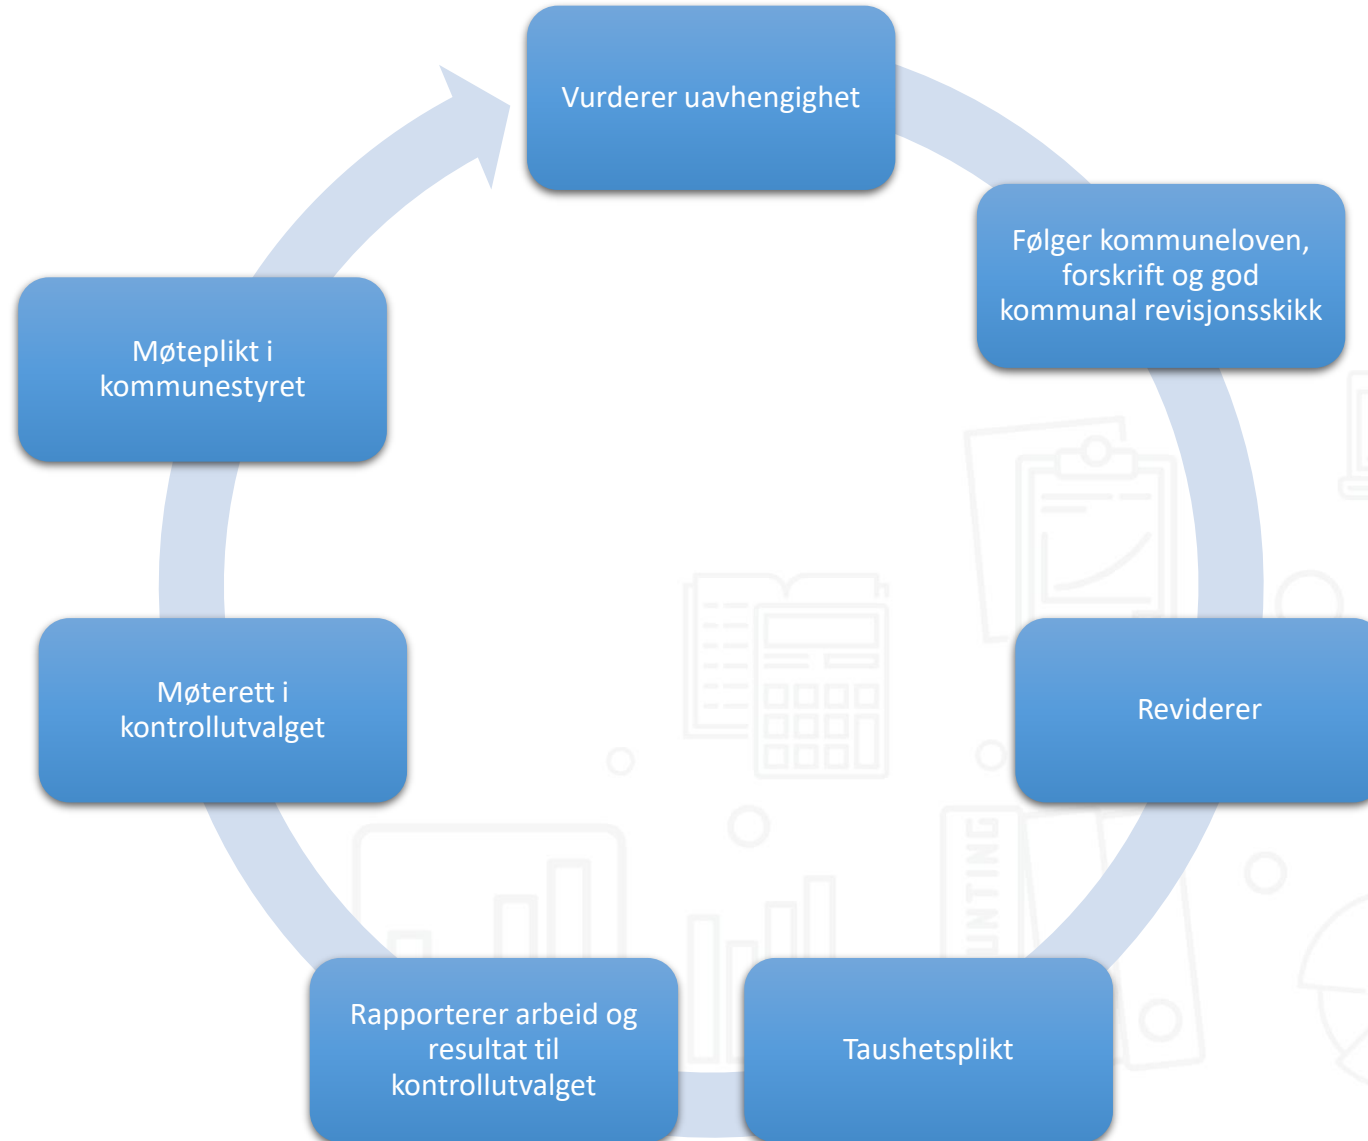 Vurderer uavhengighet
Følger kommuneloven,
forskrift og god
kommunal revisjonsskikk
Reviderer
Taushetsplikt
Rapporterer arbeid og
resultat til
kontrollutvalget
Møterett i
kontrollutvalget
Møteplikt i
kommunestyret
UNTING